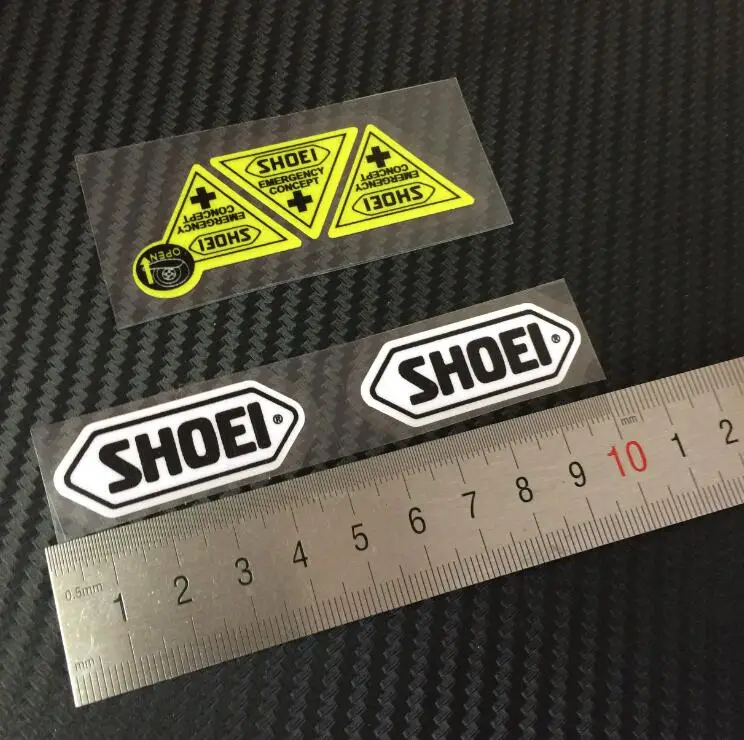 SHOEI
EMERGENCY
CONCEPT
EMERGENCY
CONCEPT
SHOEI
OPEN
EMERGENCY
CONCEPT
SHOEI
SHOEI®
SHOEI®
0.5mm
1 2 3 4 5 6 7 8 9 10 1 2
mm
mm